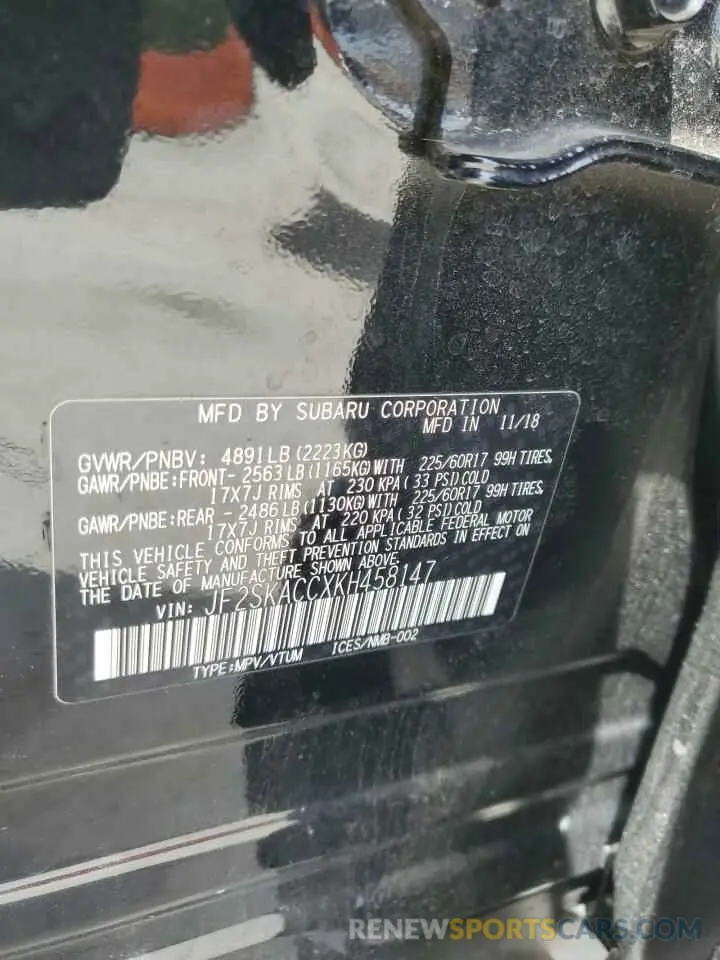 MFD BY SUBARU CORPORATION
MFD IN 11/18
GVWR/PNBV: 4891LB (2223KG)
GAWR/PNBE:FRONT- 2563LB(1165KG)WITH 225/60R17 99H TIRES,
17X7J RIMS AT 230 KPA(33 PSI)COLD
GAWR/PNBE:REAR - 2486LB(1130KG)WITH 225/60R17 99H TIRES,
17X7J RIMS AT 220 KPA(32 PSI)COLD
THIS VEHICLE CONFORMS TO ALL APPLICABLE FEDERAL MOTOR
VEHICLE SAFETY AND THEFT PREVENTION STANDARDS IN EFFECT ON
THE DATE OF MANUFACTURE SHOWN ABOVE.
VIN: JF2SKACCXKH458147
TYPE:MPV/VTUM ICES/NMB-002
RENEWSPORTSCARS.COM